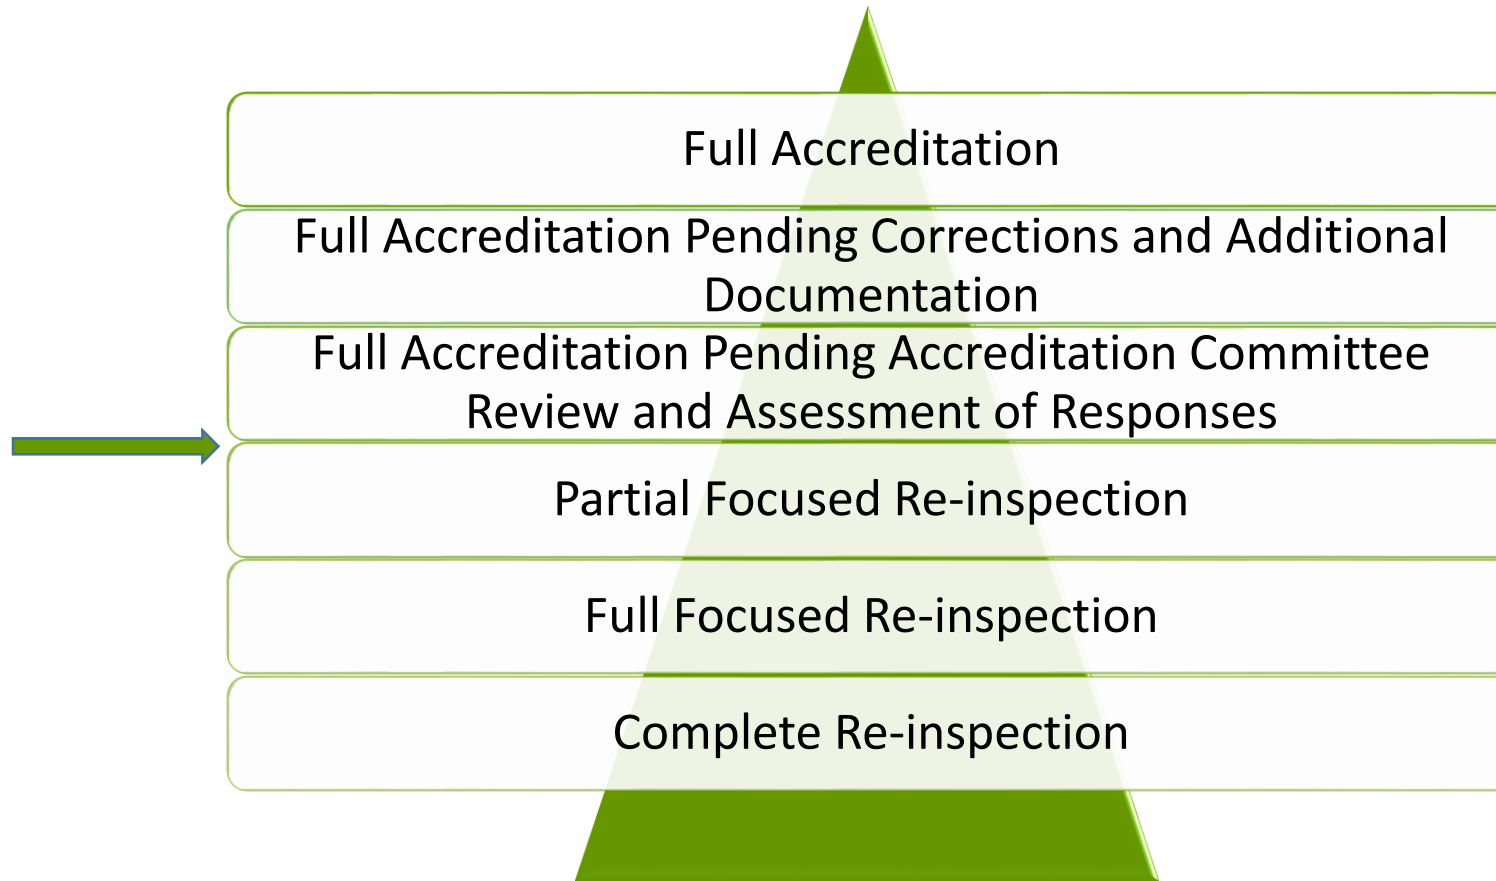 Full Accreditation
Full Accreditation Pending Corrections and Additional
Documentation
Full Accreditation Pending Accreditation Committee
Review and Assessment of Responses
Partial Focused Re-inspection
Full Focused Re-inspection
Complete Re-inspection